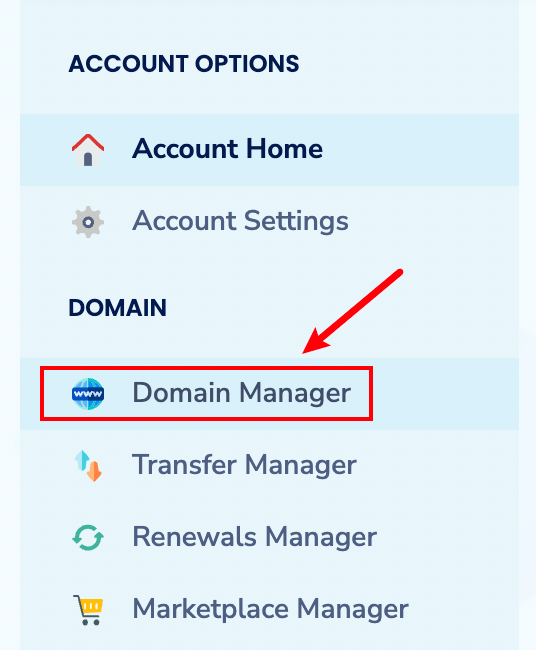 ACCOUNT OPTIONS
Account Home
Account Settings
DOMAIN
www Domain Manager
Transfer Manager
Renewals Manager
Marketplace Manager